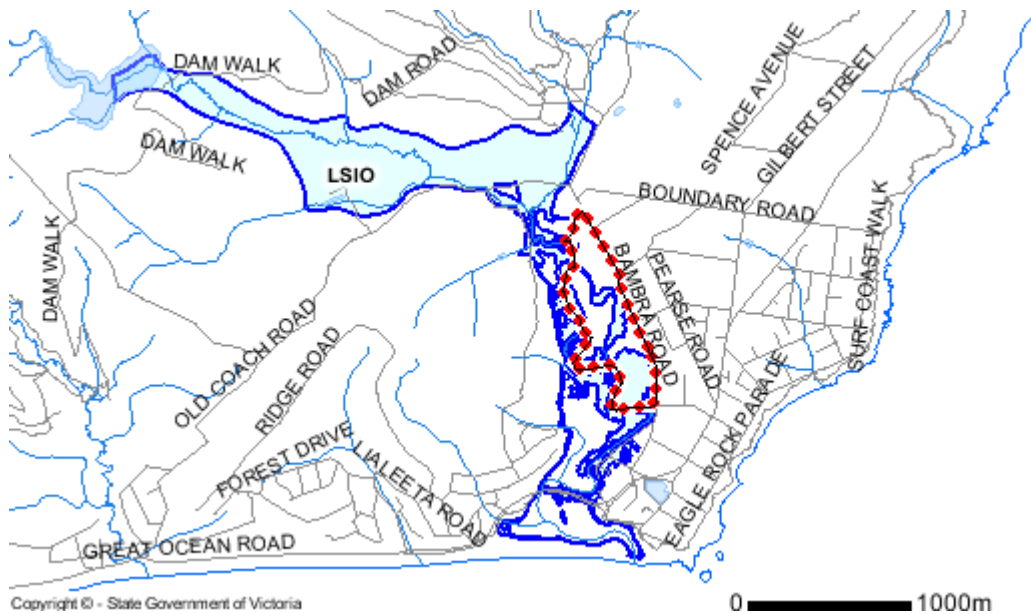 DAM WALK
DAM ROAD
SPENCE AVENUE
GILBERT STREET
DAM WALK
LSIO
BOUNDARY ROAD
DAM WALK
SURF COAST WALK
BAMBRA ROAD
PEARSE ROAD
OLD COACH ROAD
RIDGE ROAD
FOREST DRIVE
LIALEETA ROAD
EAGLE ROCK PARADE
GREAT OCEAN ROAD
Copyright © - State Government of Victoria
0 1000m